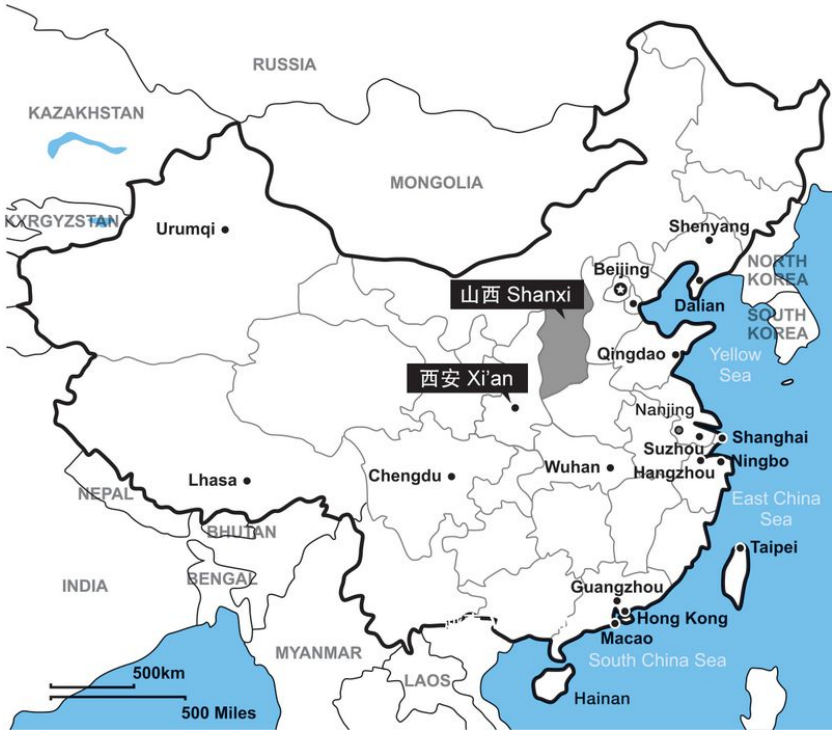 RUSSIA
KAZAKHSTAN
MONGOLIA
KYRGYZSTAN
Urumqi
Shenyang
NORTH
KOREA
Beijing
山西 Shanxi
Dalian
SOUTH
KOREA
Qingdao
Yellow
Sea
西安 Xi'an
Nanjing
Shanghai
Suzhou
Ningbo
Hangzhou
Wuhan
Chengdu
Lhasa
NEPAL
East China
Sea
BHUTAN
Taipei
BENGAL
INDIA
Guangzhou
Hong Kong
Macao
MYANMAR
South China Sea
500km
LAOS
Hainan
500 Miles